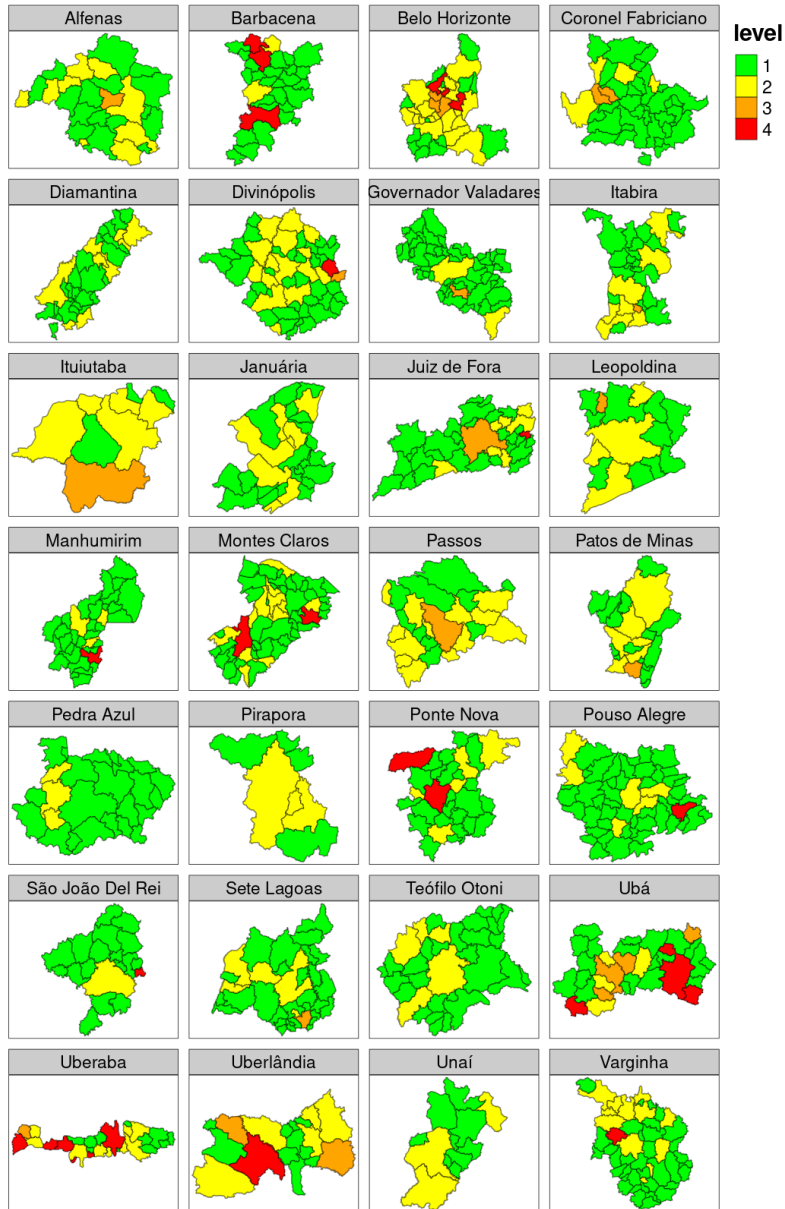 Alfenas
Barbacena
Belo Horizonte
Coronel Fabriciano
level
1
2
3
4
Diamantina
Divinópolis
Governador Valadares
Itabira
Ituiutaba
Januária
Juiz de Fora
Leopoldina
Manhumirim
Montes Claros
Passos
Patos de Minas
Pedra Azul
Pirapora
Ponte Nova
Pouso Alegre
São João Del Rei
Sete Lagoas
Teófilo Otoni
Ubá
Uberaba
Uberlândia
Unaí
Varginha